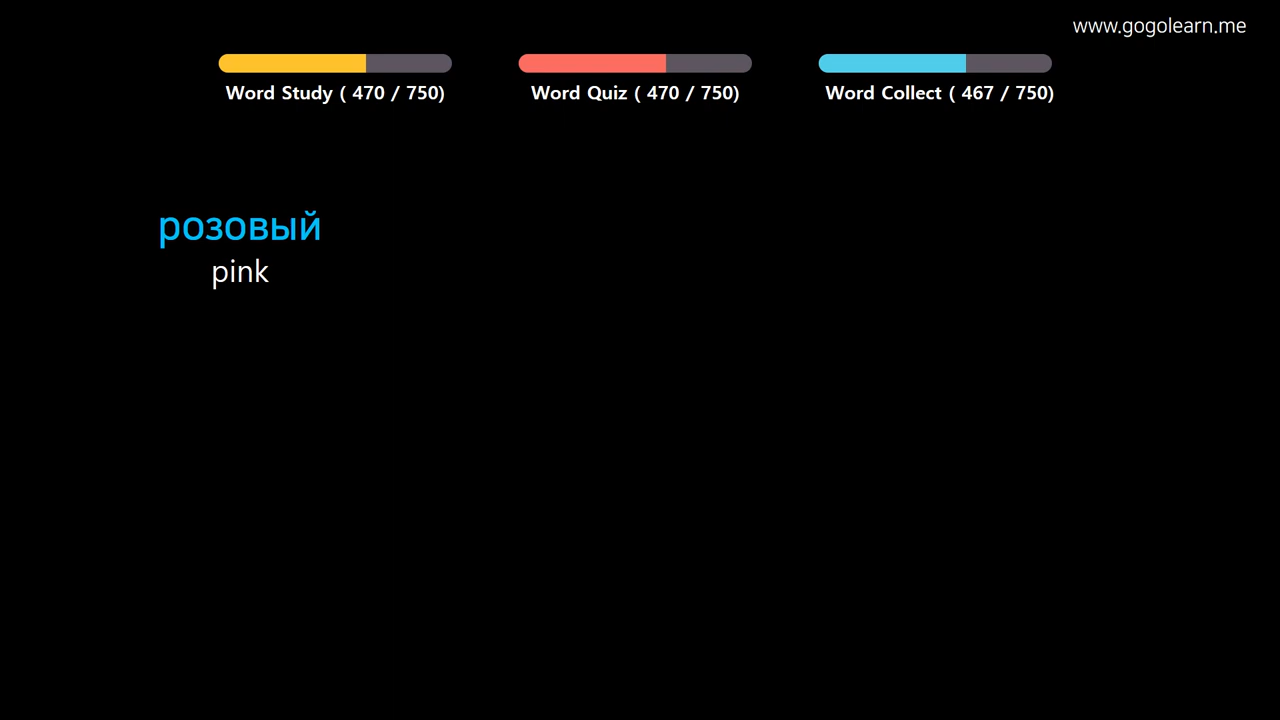 www.gogolearn.me
Word Study ( 470 / 750)
Word Quiz ( 470 / 750)
Word Collect ( 467 / 750)
розовый
pink